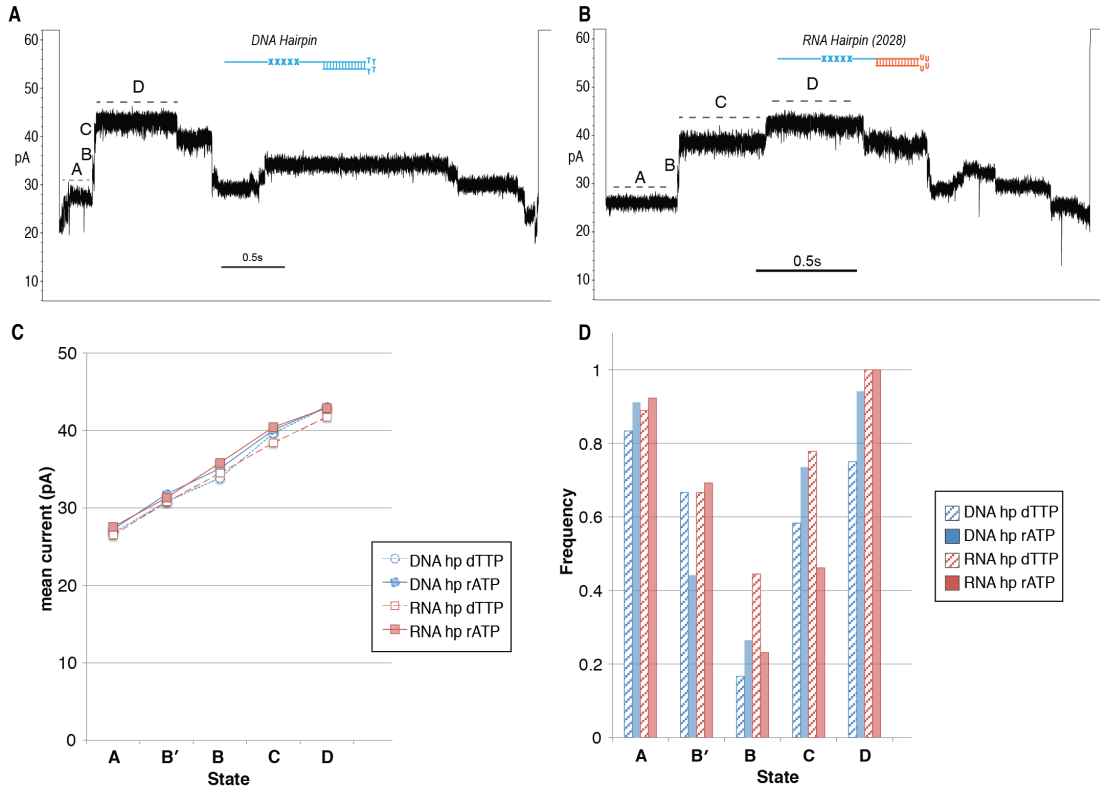 A
DNA Hairpin
XXXXX
T T
T T
60
50
40
pA
30
20
10
A
B
C
D
0.5s
B
RNA Hairpin (2028)
XXXXX
U U
U U
60
50
40
pA
30
20
10
A
B
C
D
0.5s
C
mean current (pA)
50
40
30
20
10
0
A B′ B C D
State
DNA hp dTTP
DNA hp rATP
RNA hp dTTP
RNA hp rATP
D
Frequency
1
0.8
0.6
0.4
0.2
0
A B′ B C D
State
DNA hp dTTP
DNA hp rATP
RNA hp dTTP
RNA hp rATP